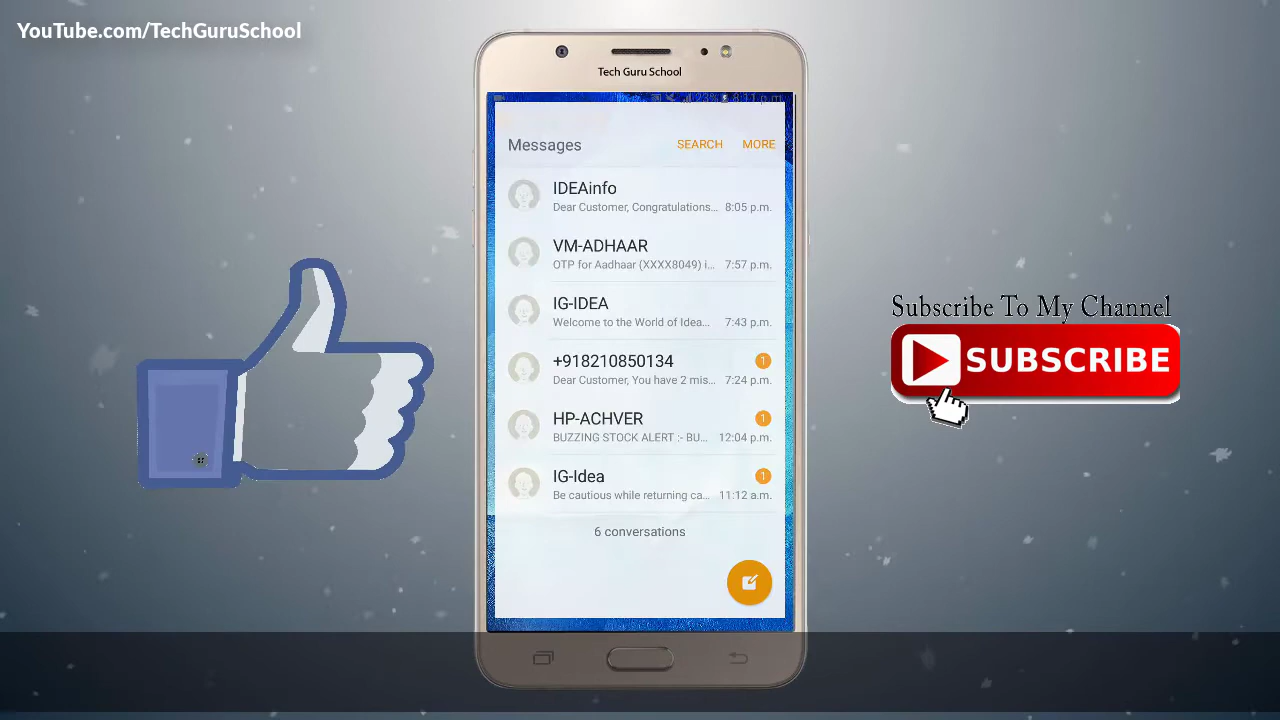 YouTube.com/TechGuruSchool
Tech Guru School
23% 8:11 p.m.
Messages SEARCH MORE
IDEAinfo
Dear Customer, Congratulations... 8:05 p.m.
VM-ADHAAR
OTP for Aadhaar (XXXX8049) i... 7:57 p.m.
IG-IDEA
Welcome to the World of Idea... 7:43 p.m.
+918210850134 1
Dear Customer, You have 2 mis... 7:24 p.m.
HP-ACHVER 1
BUZZING STOCK ALERT :- BU... 12:04 p.m.
IG-Idea 1
Be cautious while returning ca... 11:12 a.m.
6 conversations
Subscribe To My Channel
SUBSCRIBE